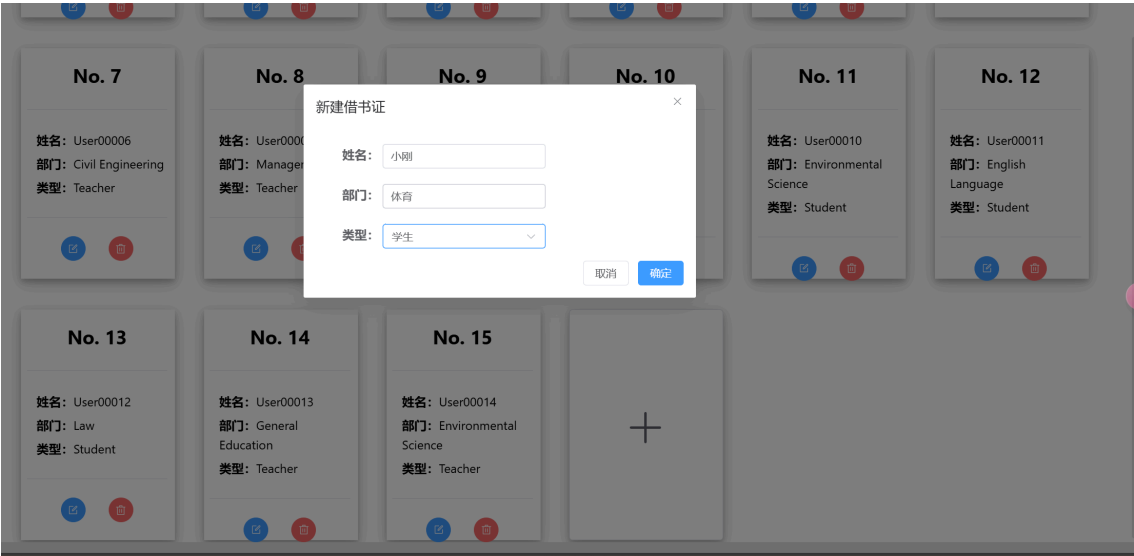 No. 7
No. 8
No. 9
No. 10
No. 11
No. 12
新建借书证
姓名: 小刚
部门: 体育
类型: 学生
取消
确定
姓名: User00006
部门: Civil Engineering
类型: Teacher
姓名:
部门:
类型: Teacher
姓名: User00010
部门: Environmental
Science
类型: Student
姓名: User00011
部门: English
Language
类型: Student
No. 13
姓名: User00012
部门: Law
类型: Student
No. 14
姓名: User00013
部门: General
Education
类型: Teacher
No. 15
姓名: User00014
部门: Environmental
Science
类型: Teacher